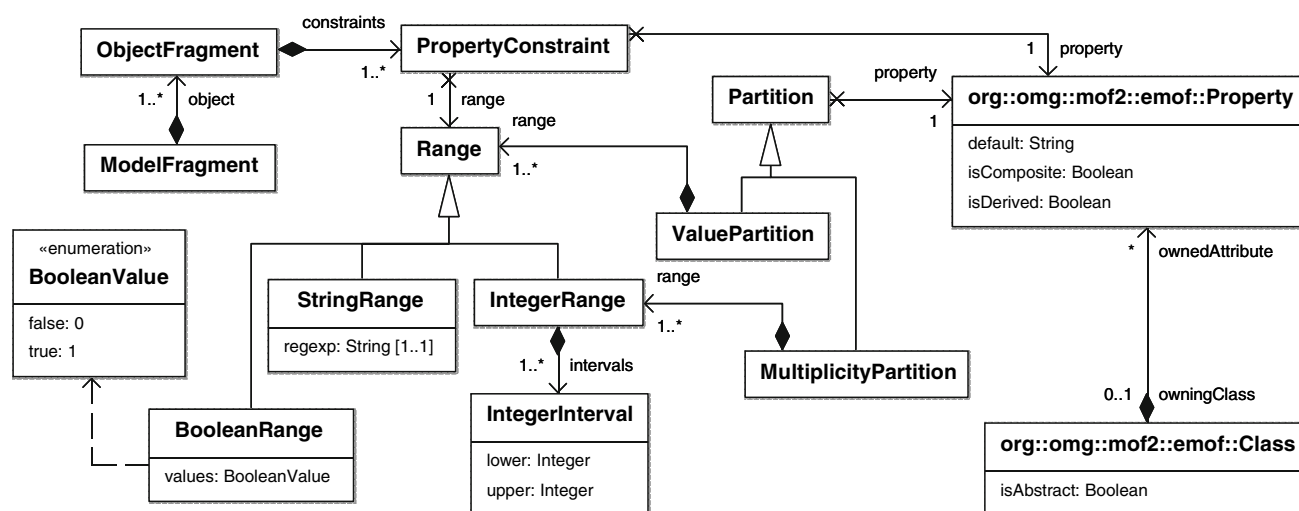 constraints
ObjectFragment
PropertyConstraint
1..*
1
property
1..*
object
1
range
property
Partition
org::omg::mof2::emof::Property
1
range
ModelFragment
Range
1..*
default: String
isComposite: Boolean
isDerived: Boolean
ValuePartition
«enumeration»
BooleanValue
false: 0
true: 1
*
ownedAttribute
range
StringRange
regexp: String [1..1]
IntegerRange
1..*
1..*
intervals
MultiplicityPartition
0..1
owningClass
BooleanRange
values: BooleanValue
IntegerInterval
lower: Integer
upper: Integer
org::omg::mof2::emof::Class
isAbstract: Boolean